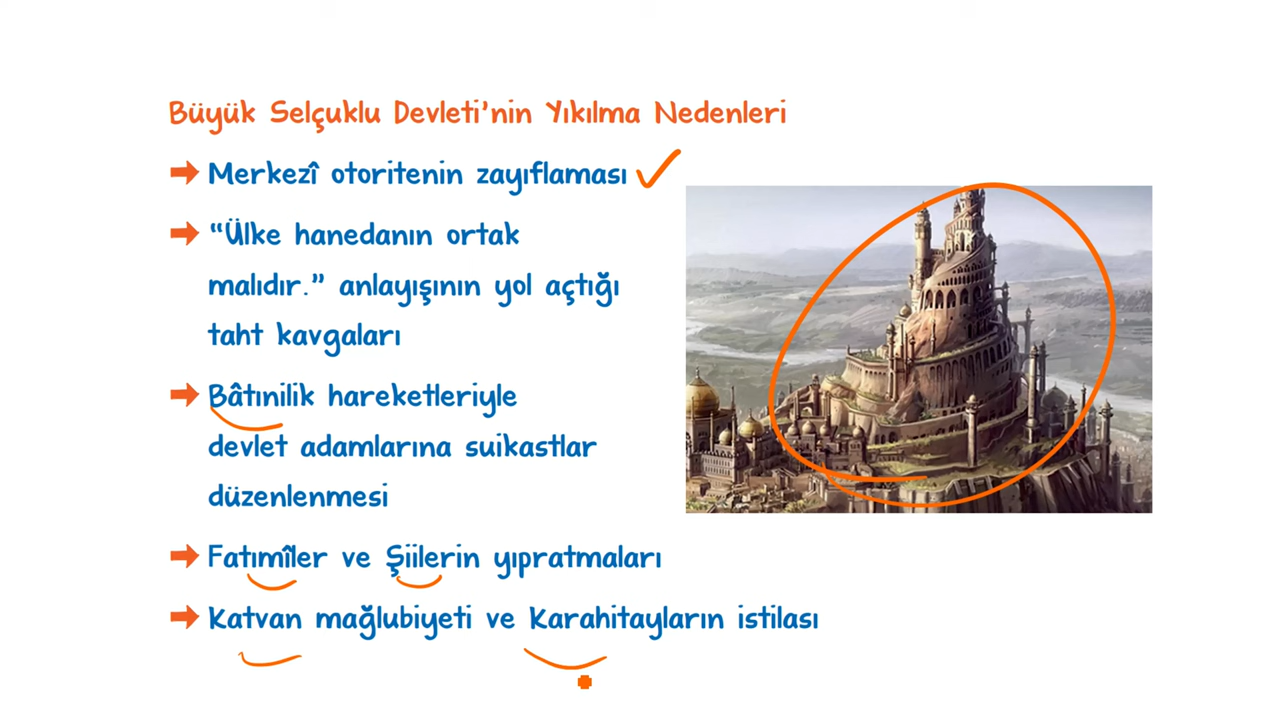 Büyük Selçuklu Devleti'nin Yıkılma Nedenleri
Merkezî otoritenin zayıflaması
“Ülke hanedanın ortak
malıdır.” anlayışının yol açtığı
taht kavgaları
Bâtınilik hareketleriyle
devlet adamlarına suikastlar
düzenlenmesi
Fatımîler ve Şiilerin yıpratmaları
Katvan mağlubiyeti ve Karahitayların istilası